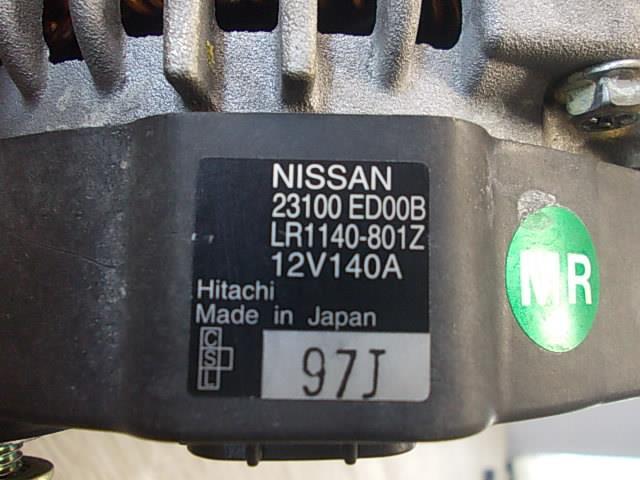 NISSAN
23100 ED00B
LR1140-801Z
12V140A
Hitachi
Made in Japan
C
S
L
97J
MR